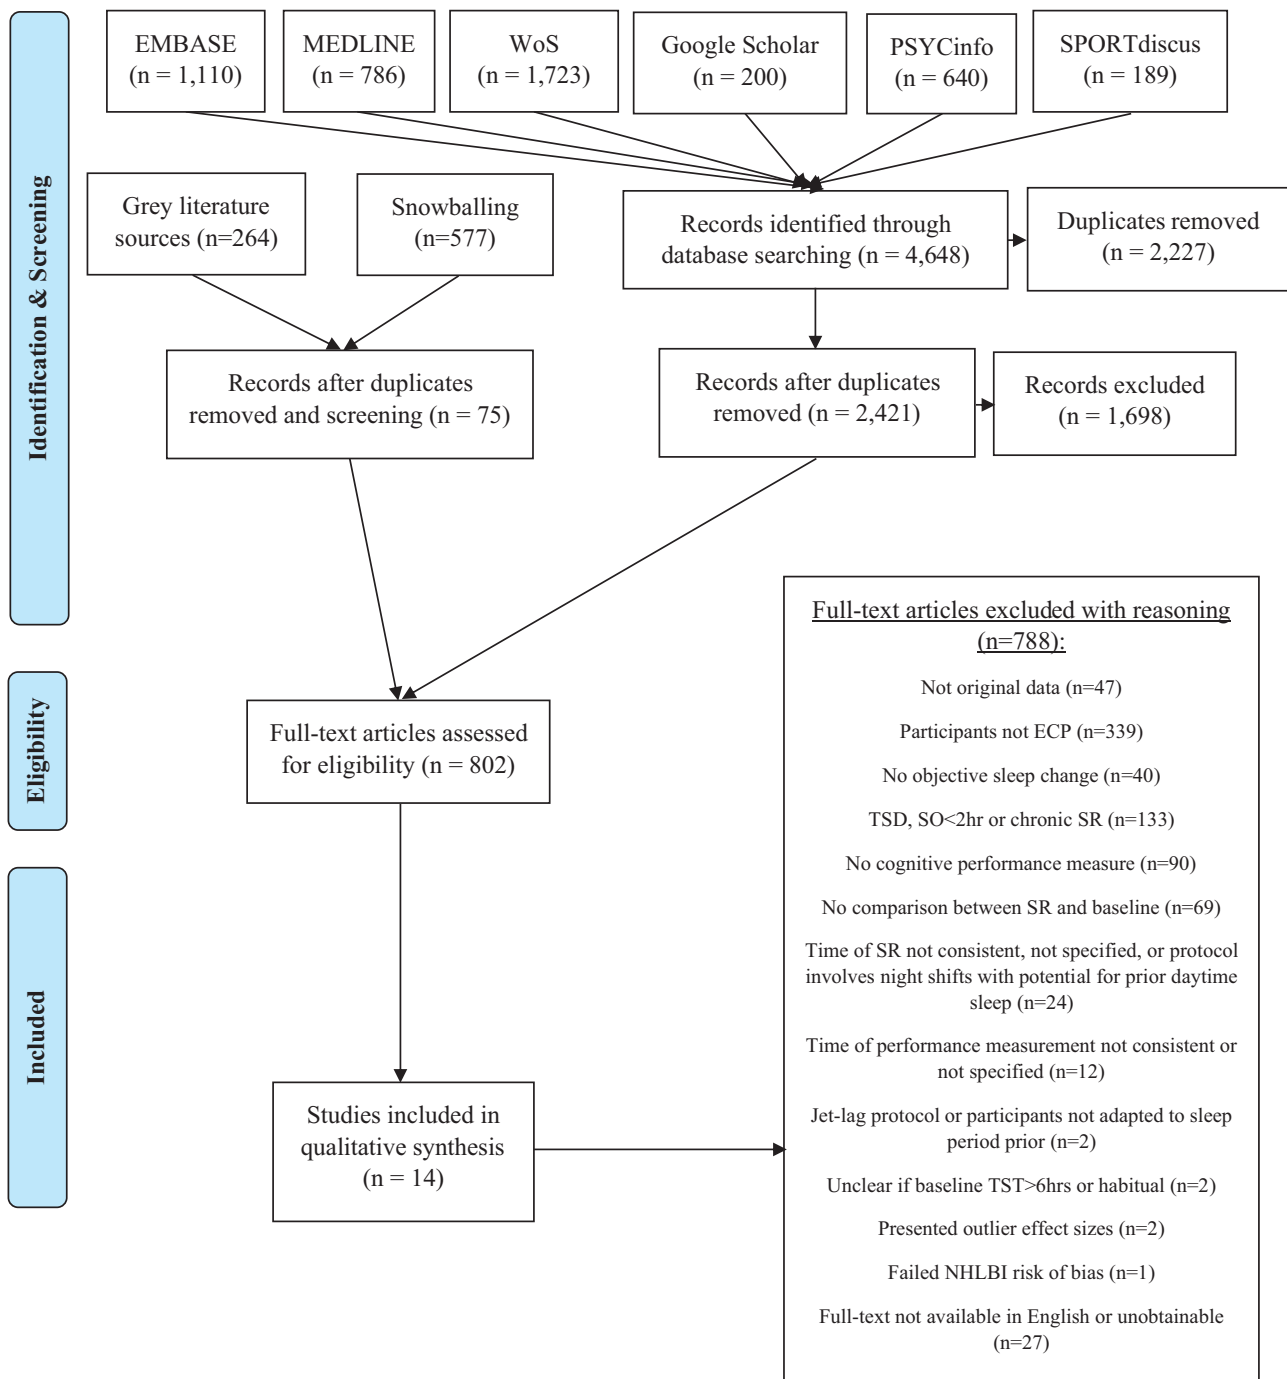 EMBASE
(n = 1,110)
MEDLINE
(n = 786)
WoS
(n = 1,723)
Google Scholar
(n = 200)
PSYCinfo
(n = 640)
SPORTdiscus
(n = 189)
Identification & Screening
Grey literature
sources (n=264)
Snowballing
(n=577)
Records identified through
database searching (n = 4,648)
Duplicates removed
(n = 2,227)
Records after duplicates
removed and screening (n = 75)
Records after duplicates
removed (n = 2,421)
Records excluded
(n = 1,698)
Eligibility
Full-text articles assessed
for eligibility (n = 802)
Included
Studies included in
qualitative synthesis
(n = 14)
Full-text articles excluded with reasoning
(n=788):
Not original data (n=47)
Participants not ECP (n=339)
No objective sleep change (n=40)
TSD, SO<2hr or chronic SR (n=133)
No cognitive performance measure (n=90)
No comparison between SR and baseline (n=69)
Time of SR not consistent, not specified, or protocol
involves night shifts with potential for prior daytime
sleep (n=24)
Time of performance measurement not consistent or
not specified (n=12)
Jet-lag protocol or participants not adapted to sleep
period prior (n=2)
Unclear if baseline TST>6hrs or habitual (n=2)
Presented outlier effect sizes (n=2)
Failed NHLBI risk of bias (n=1)
Full-text not available in English or unobtainable
(n=27)